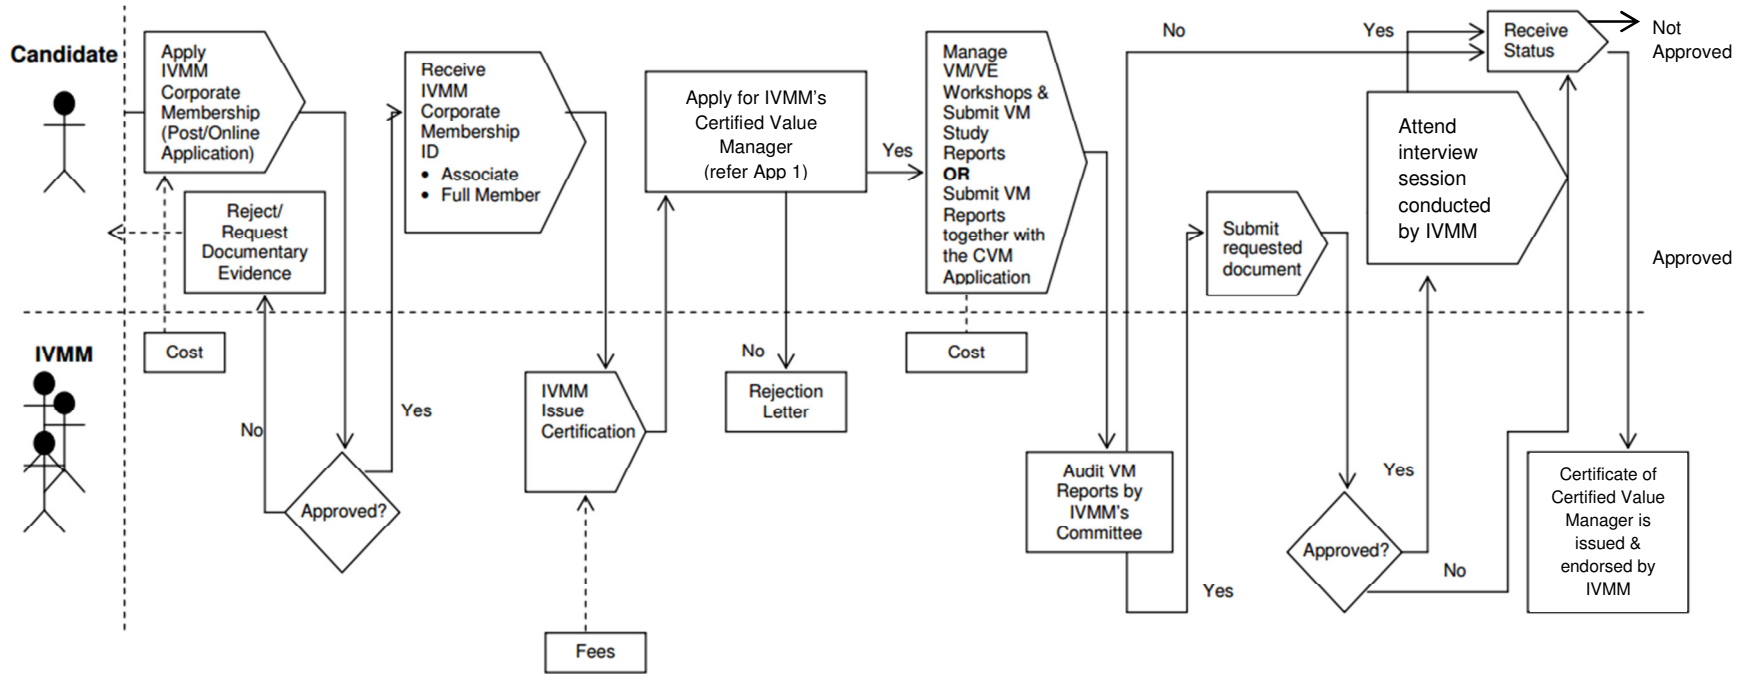 Candidate
Apply
IVMM
Corporate
Membership
(Post/Online
Application)
Reject/
Request
Documentary
Evidence
Receive
IVMM
Corporate
Membership
ID
• Associate
• Full Member
Apply for IVMM's
Certified Value
Manager
(refer App 1)
Yes
Manage
VM/VE
Workshops &
Submit VM
Study
Reports
OR
Submit VM
Reports
together with
the CVM
Application
No
Yes
Receive
Status
Not
Approved
Attend
interview
session
conducted
by IVMM
Submit
requested
document
Approved
IVMM
Cost
No
Approved?
Yes
IVMM
Issue
Certification
Fees
No
Rejection
Letter
Cost
Audit VM
Reports by
IVMM's
Committee
Yes
Approved?
Yes
No
Certificate of
Certified Value
Manager is
issued &
endorsed by
IVMM